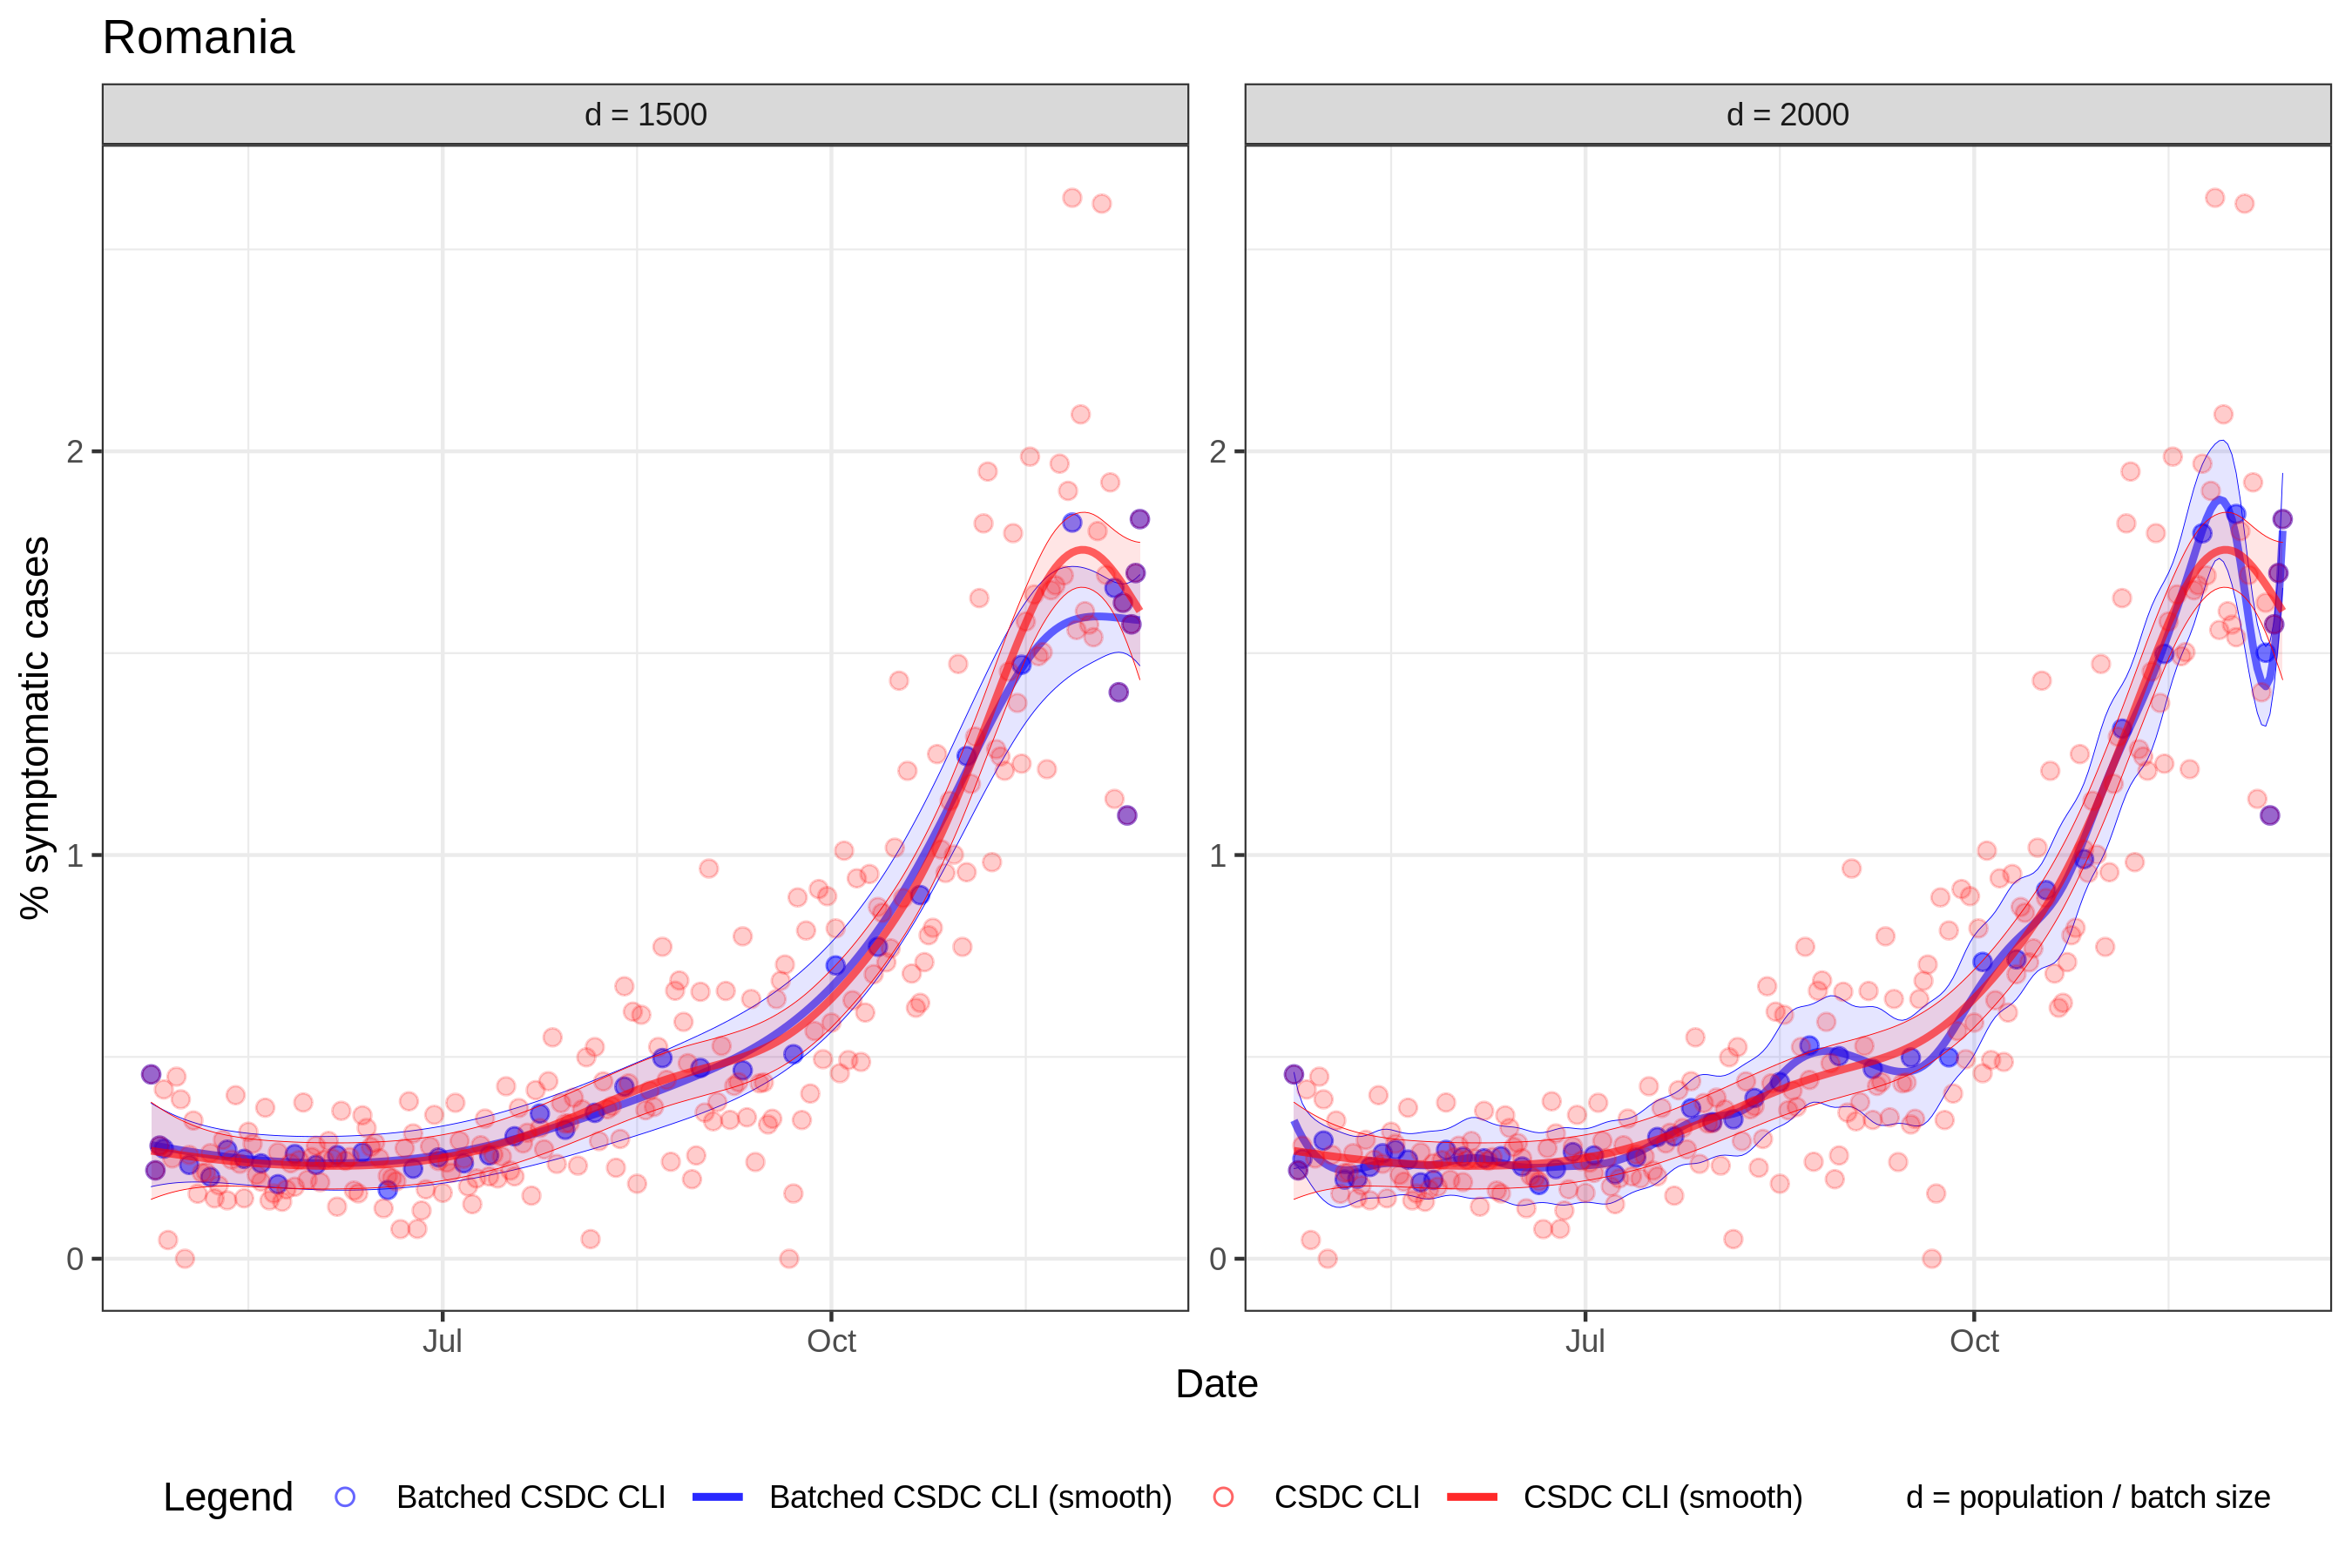 Romania
d = 1500
d = 2000
% symptomatic cases
2
1
0
2
1
0
Jul
Oct
Jul
Oct
Date
Legend
Batched CSDC CLI
Batched CSDC CLI (smooth)
CSDC CLI
CSDC CLI (smooth)
d = population / batch size